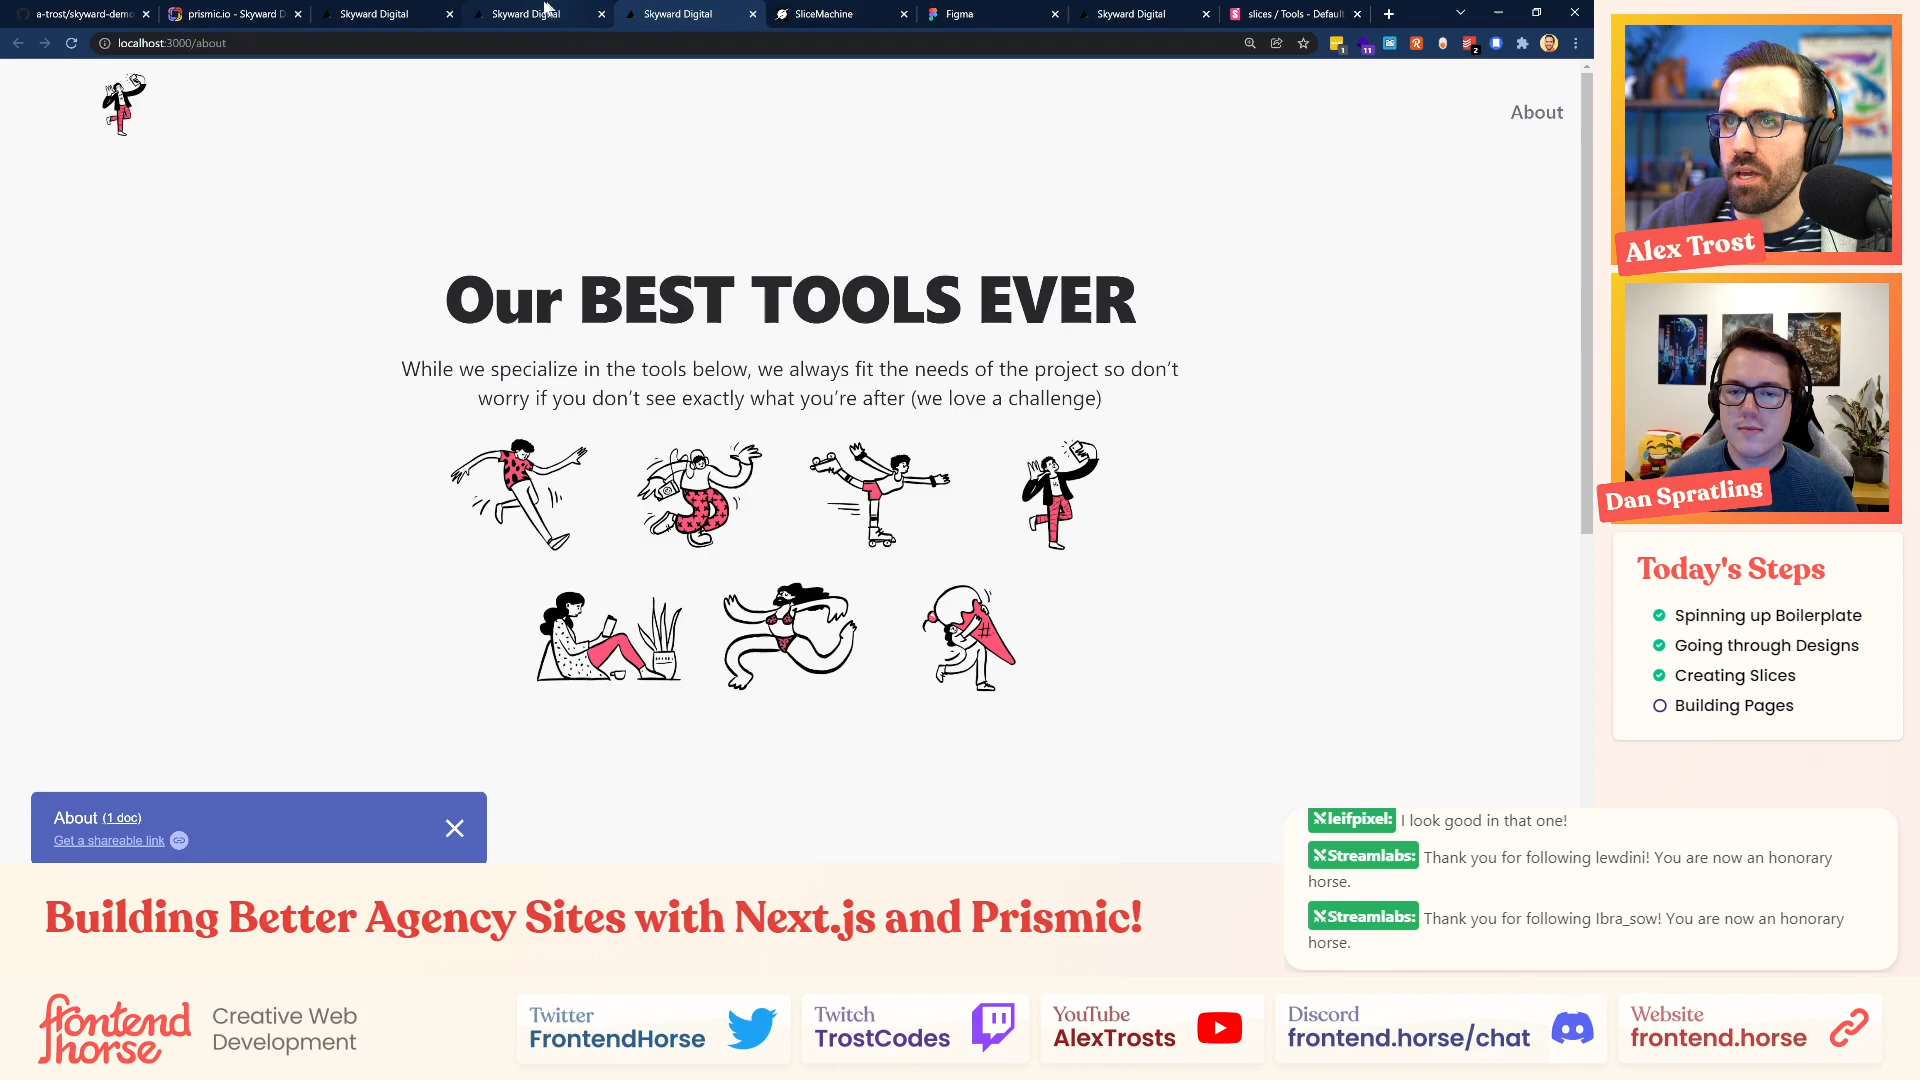 a-trost/skyward-demo
prismic.io - Skyward D
Skyward Digital
Skyward Digital
Skyward Digital
SliceMachine
Figma
Skyward Digital
slices / Tools - Default
localhost:3000/about
1
11
2
About
Our BEST TOOLS EVER
While we specialize in the tools below, we always fit the needs of the project so don't
worry if you don't see exactly what you're after (we love a challenge)
About (1 doc)
Get a shareable link
Alex Trost
Dan Spratling
Today's Steps
Spinning up Boilerplate
Going through Designs
Creating Slices
Building Pages
leifpixel: I look good in that one!
Streamlabs: Thank you for following lewdini! You are now an honorary
horse.
Streamlabs: Thank you for following Ibra_sow! You are now an honorary
horse.
Building Better Agency Sites with Next.js and Prismic!
frontend
horse
Creative Web
Development
Twitter
FrontendHorse
Twitch
TrostCodes
YouTube
AlexTrosts
Discord
frontend.horse/chat
Website
frontend.horse